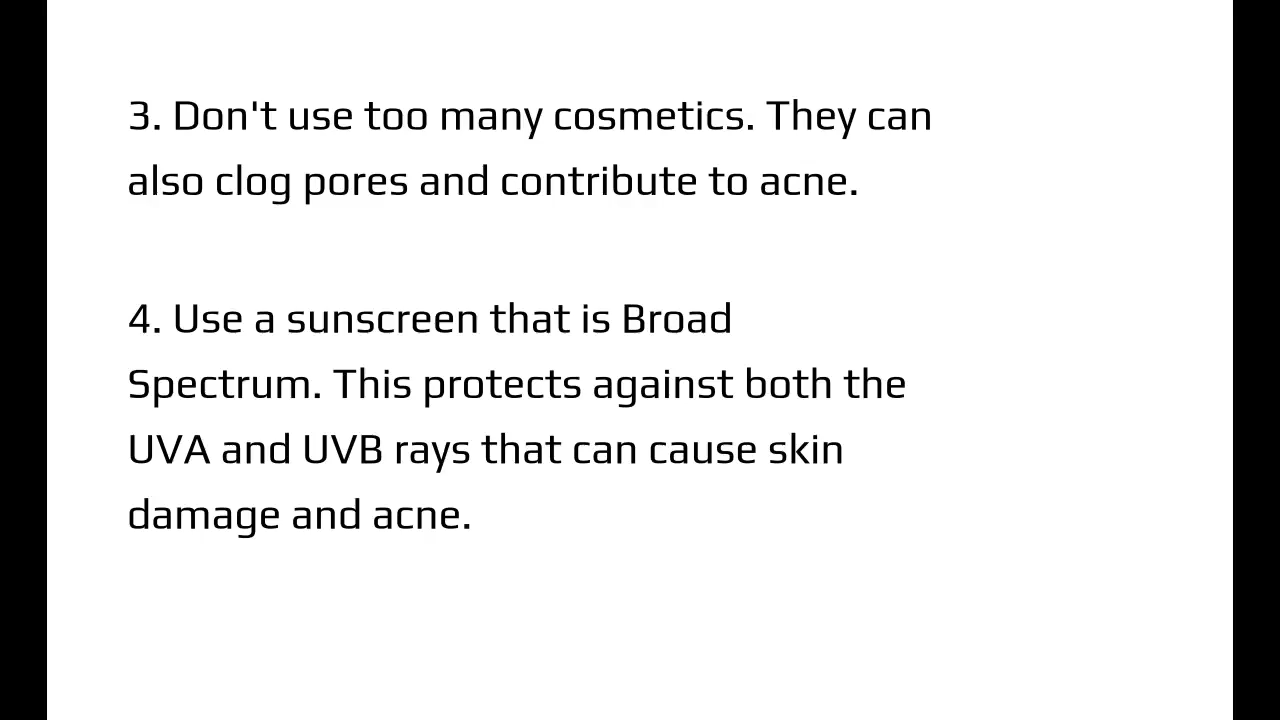 3. Don't use too many cosmetics. They can
also clog pores and contribute to acne.
4. Use a sunscreen that is Broad
Spectrum. This protects against both the
UVA and UVB rays that can cause skin
damage and acne.